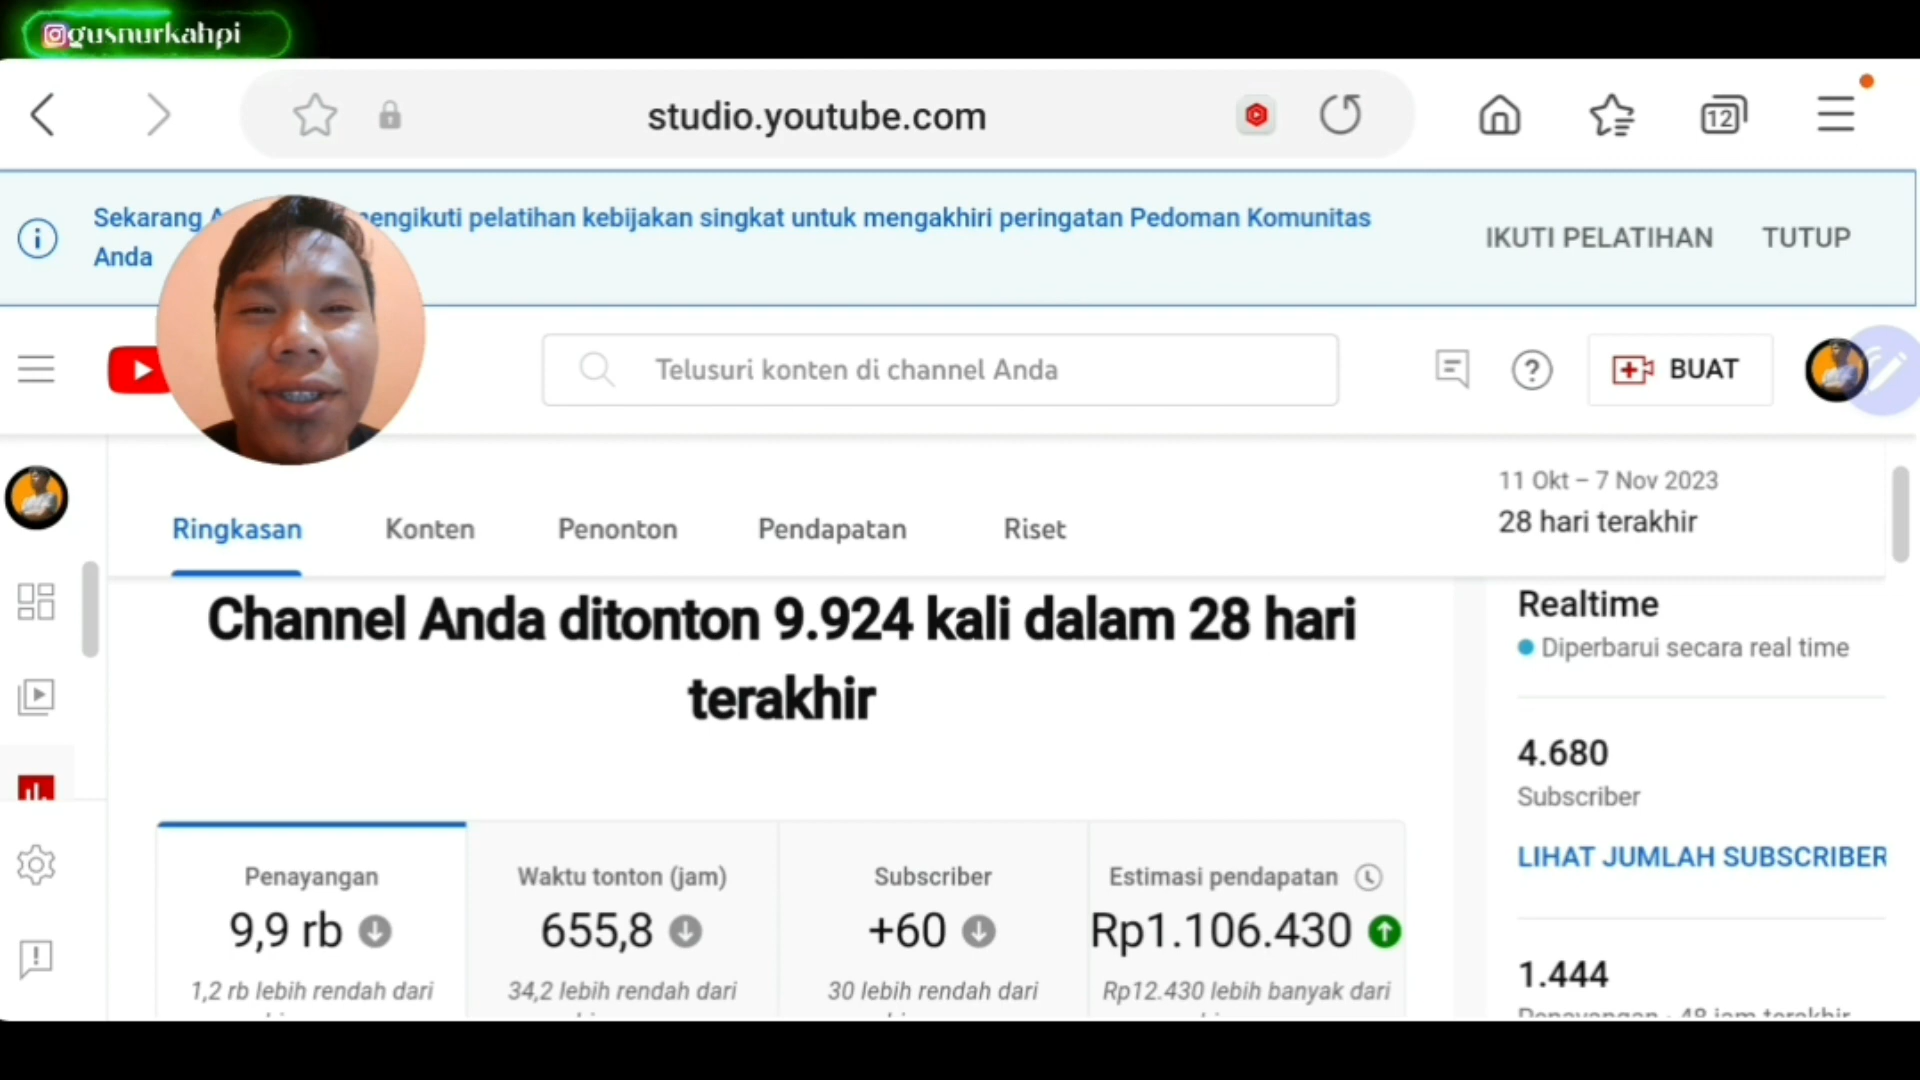 @gusnurkahpi
studio.youtube.com
12
Sekarang mengikuti pelatihan kebijakan singkat untuk mengakhiri peringatan Pedoman Komunitas
Anda
IKUTI PELATIHAN
TUTUP
Telusuri konten di channel Anda
BUAT
11 Okt – 7 Nov 2023
28 hari terakhir
Ringkasan
Konten
Penonton
Pendapatan
Riset
Channel Anda ditonton 9.924 kali dalam 28 hari
terakhir
Realtime
Diperbarui secara real time
4.680
Subscriber
LIHAT JUMLAH SUBSCRIBER
Penayangan
9,9 rb
1,2 rb lebih rendah dari
Waktu tonton (jam)
655,8
34,2 lebih rendah dari
Subscriber
+60
30 lebih rendah dari
Estimasi pendapatan
Rp1.106.430
Rp12.430 lebih banyak dari
1.444
Penayangan · 48 jam terakhir